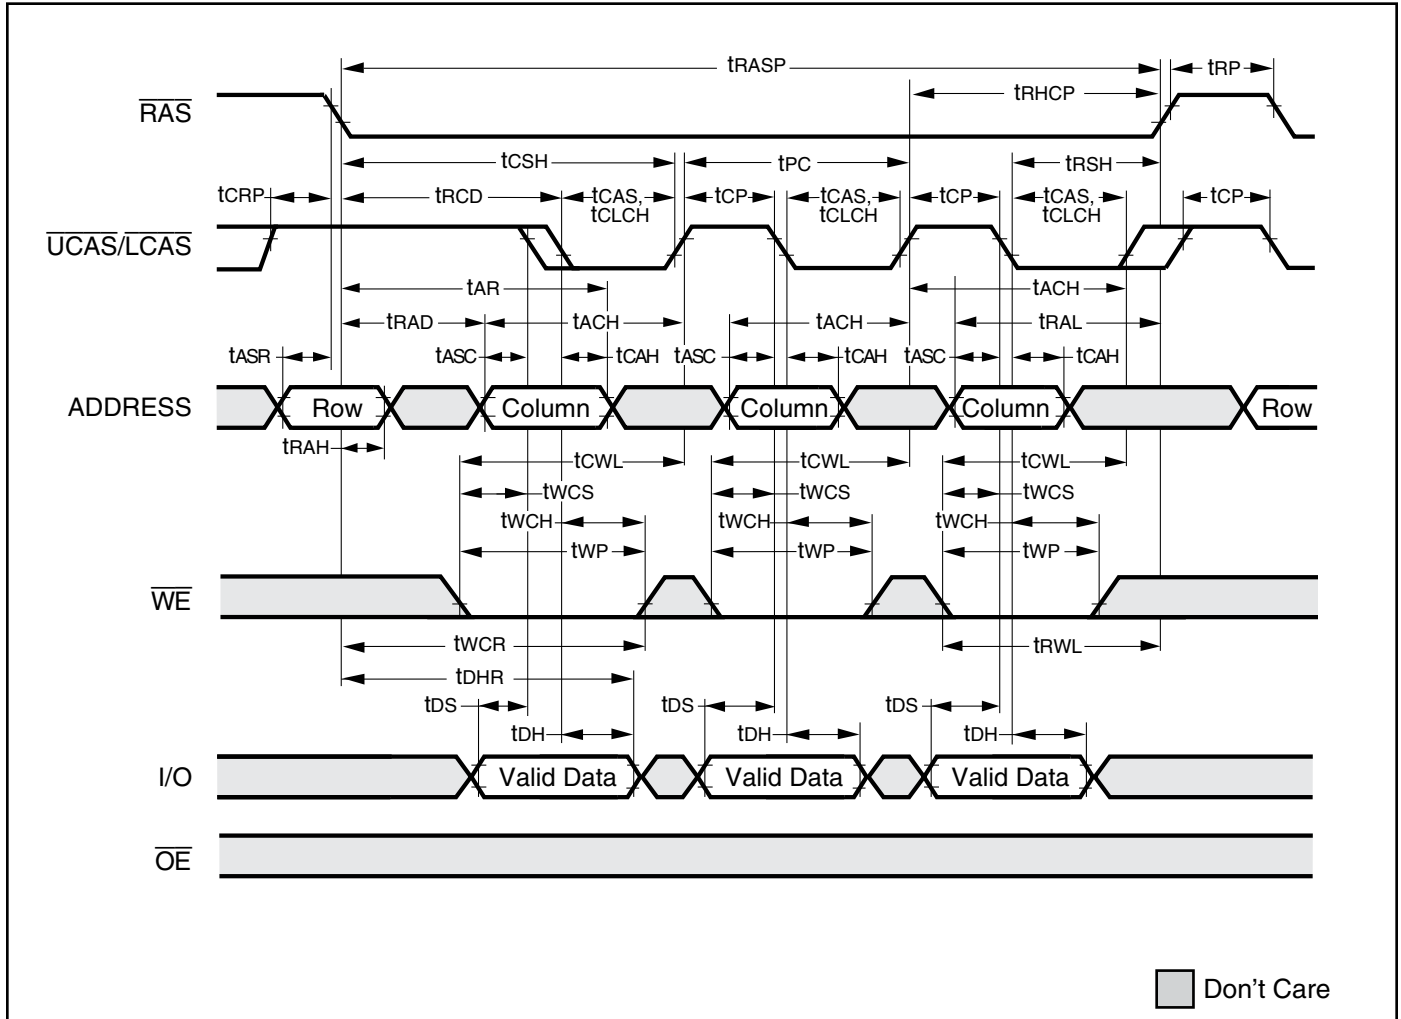 tRASP
tRP
tRHCP
RAS
tCSH
tPC
tRSH
tCRP
tRCD
tCAS,
tCLCH
tCP
tCAS,
tCLCH
tCP
tCAS,
tCLCH
tCP
UCAS/LCAS
tAR
tACH
tRAD
tACH
tACH
tRAL
tASR
tASC
tCAH
tASC
tCAH
tASC
tCAH
ADDRESS
Row
Column
Column
Column
Row
tRAH
tCWL
tCWL
tCWL
tWCS
tWCS
tWCS
tWCH
tWCH
tWCH
tWP
tWP
tWP
WE
tWCR
tRWL
tDHR
tDS
tDS
tDS
tDH
tDH
tDH
I/O
Valid Data
Valid Data
Valid Data
OE
Don't Care